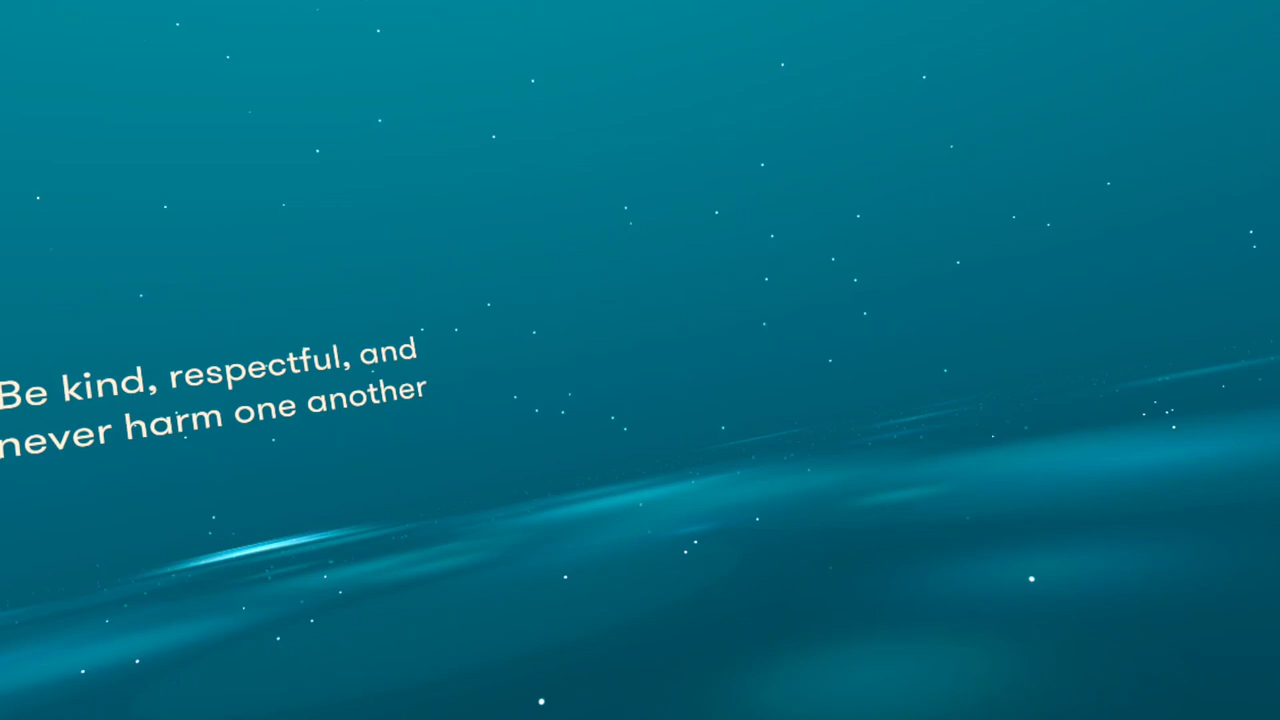 Be kind, respectful, and
never harm one another